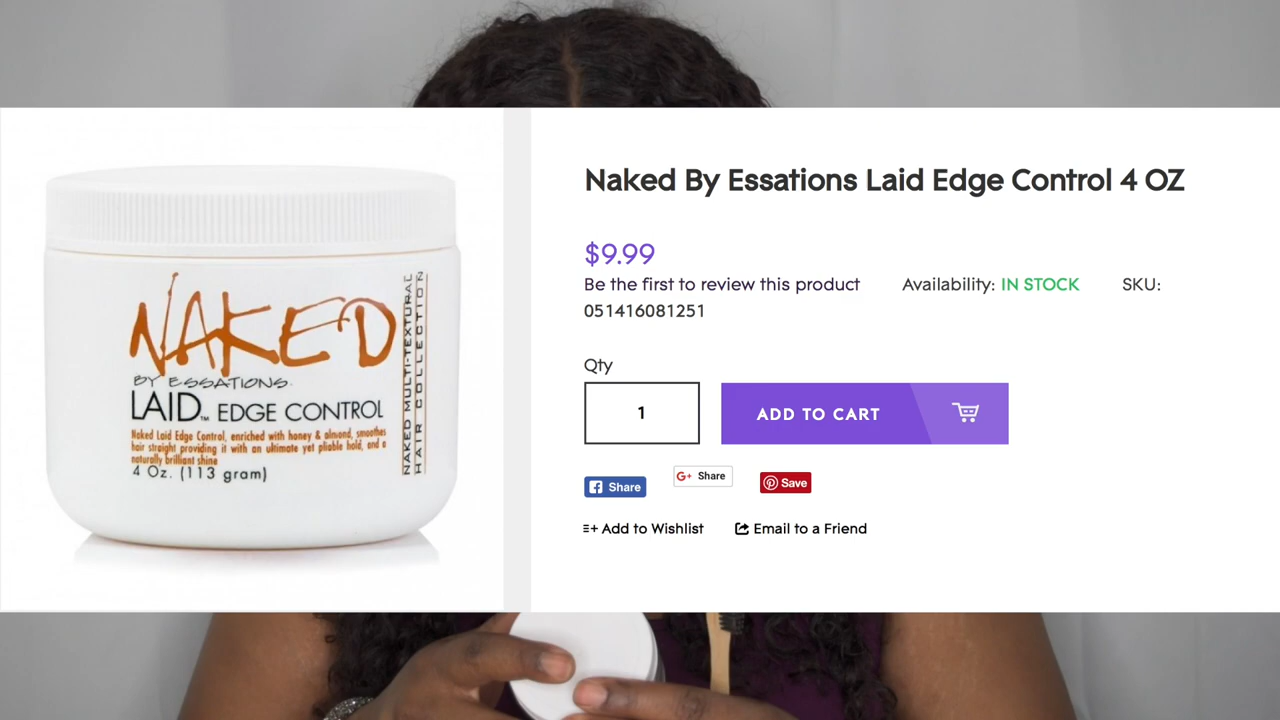 NAKED
BY ESSATIONS
LAID™ EDGE CONTROL
Naked Laid Edge Control, enriched with honey & almond, smoothes
hair straight providing it with an ultimate yet pliable hold, and a
naturally brilliant shine
4 Oz. (113 gram)
NAKED MULTI-TEXTURAL
HAIR COLLECTION
Naked By Essations Laid Edge Control 4 OZ
$9.99
Be the first to review this product Availability: IN STOCK SKU:
051416081251
Qty
1 ADD TO CART
Share G+ Share Save
Add to Wishlist Email to a Friend